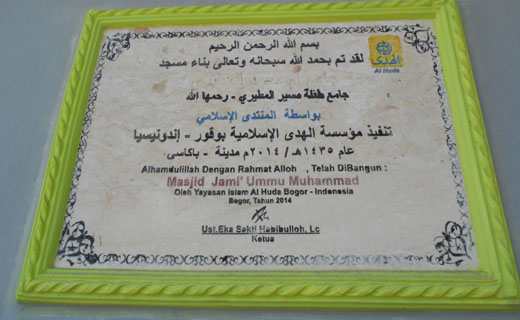 بسم الله الرحمن الرحيم
لقد تم بحمد الله سبحانه وتعالى بناء مسجد
الهدى
Al Huda
جامع طفلة مسير المطيري - رحمها الله
بواسطة المنتدى الإسلامي
تنفيذ مؤسسة الهدى الإسلامية بوقور - إندونيسيا
عام ١٤٣٥هـ / ٢٠١٤م مدينة - باكاسى
Alhamdulillah Dengan Rahmat Alloh , Telah DiBangun :
Masjid Jami' Ummu Muhammad
Oleh Yayasan Islam Al Huda Bogor - Indonesia
Bogor, Tahun 2014
Ust.Eka Sakti Habibulloh, Lc
Ketua